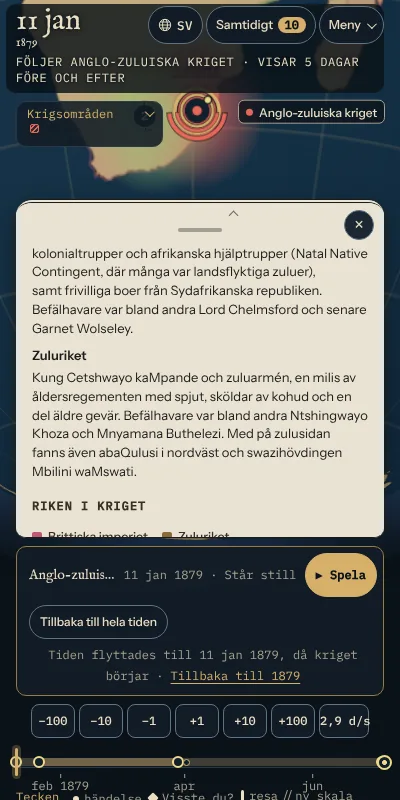 11 jan
1879
SV
Samtidigt 10
Meny
FÖLJER ANGLO-ZULUISKA KRIGET · VISAR 5 DAGAR
FÖRE OCH EFTER
Krigsområden
Anglo-zuluiska kriget
×
kolonialtrupper och afrikanska hjälptrupper (Natal Native
Contingent, där många var landsflyktiga zuluer),
samt frivilliga boer från Sydafrikanska republiken.
Befälhavare var bland andra Lord Chelmsford och senare
Garnet Wolseley.
Zuluriket
Kung Cetshwayo kaMpande och zuluarmén, en milis av
åldersregementen med spjut, sköldar av kohud och en
del äldre gevär. Befälhavare var bland andra Ntshingwayo
Khoza och Mnyamana Buthelezi. Med på zulusidan
fanns även abaQulusi i nordväst och swazihövdingen
Mbilini waMswati.
RIKEN I KRIGET
Brittiska imperiet Zuluriket
Anglo-zuluis… 11 jan 1879 · Står still
▶ Spela
Tillbaka till hela tiden
Tiden flyttades till 11 jan 1879, då kriget
börjar · Tillbaka till 1879
−100 −10 −1 +1 +10 +100 2,9 d/s
feb 1879 apr jun
Tecken händelse Visste du? resa // ny skala